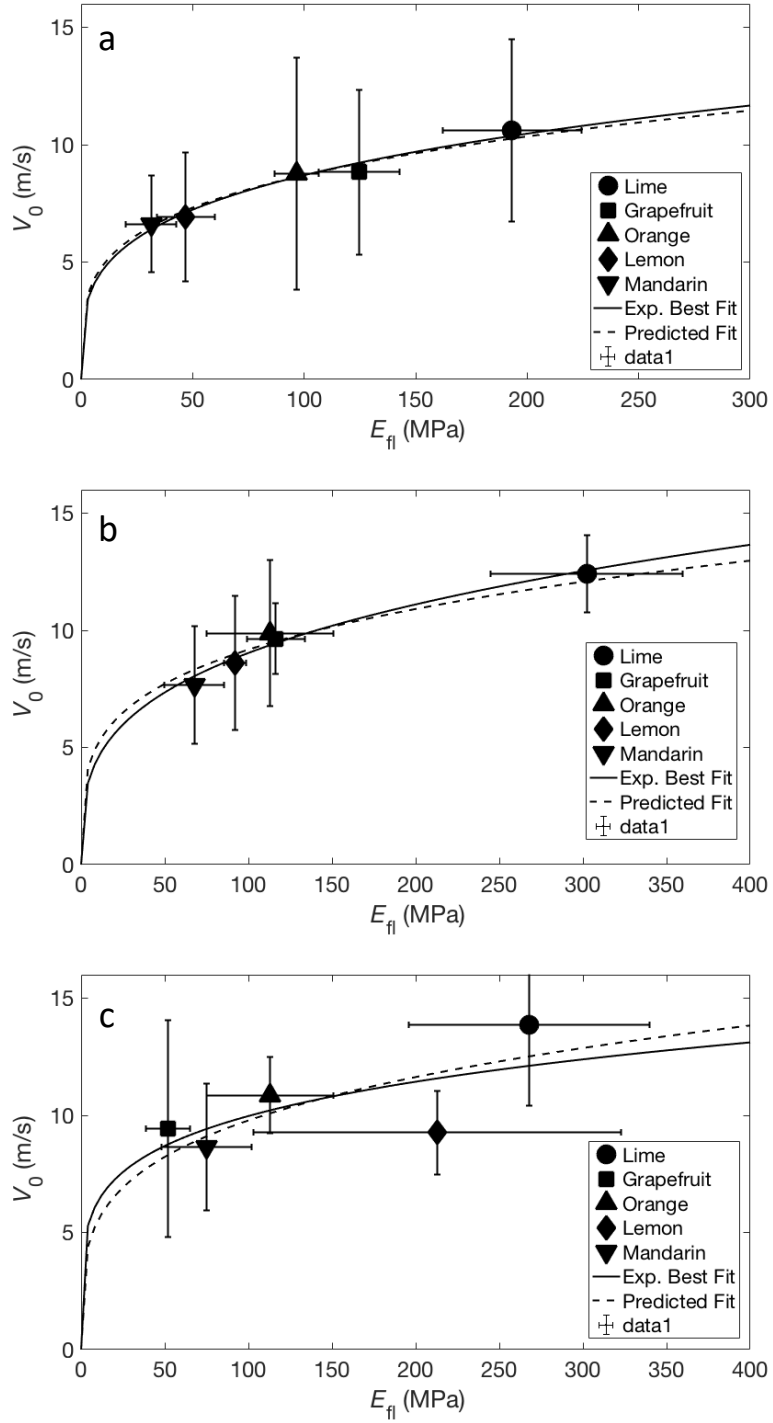 a
15
10
5
0
V0 (m/s)
Lime
Grapefruit
Orange
Lemon
Mandarin
Exp. Best Fit
Predicted Fit
data1
0 50 100 150 200 250 300
Efl (MPa)
b
15
10
5
0
V0 (m/s)
Lime
Grapefruit
Orange
Lemon
Mandarin
Exp. Best Fit
Predicted Fit
data1
0 50 100 150 200 250 300 350 400
Efl (MPa)
c
15
10
5
0
V0 (m/s)
Lime
Grapefruit
Orange
Lemon
Mandarin
Exp. Best Fit
Predicted Fit
data1
0 50 100 150 200 250 300 350 400
Efl (MPa)